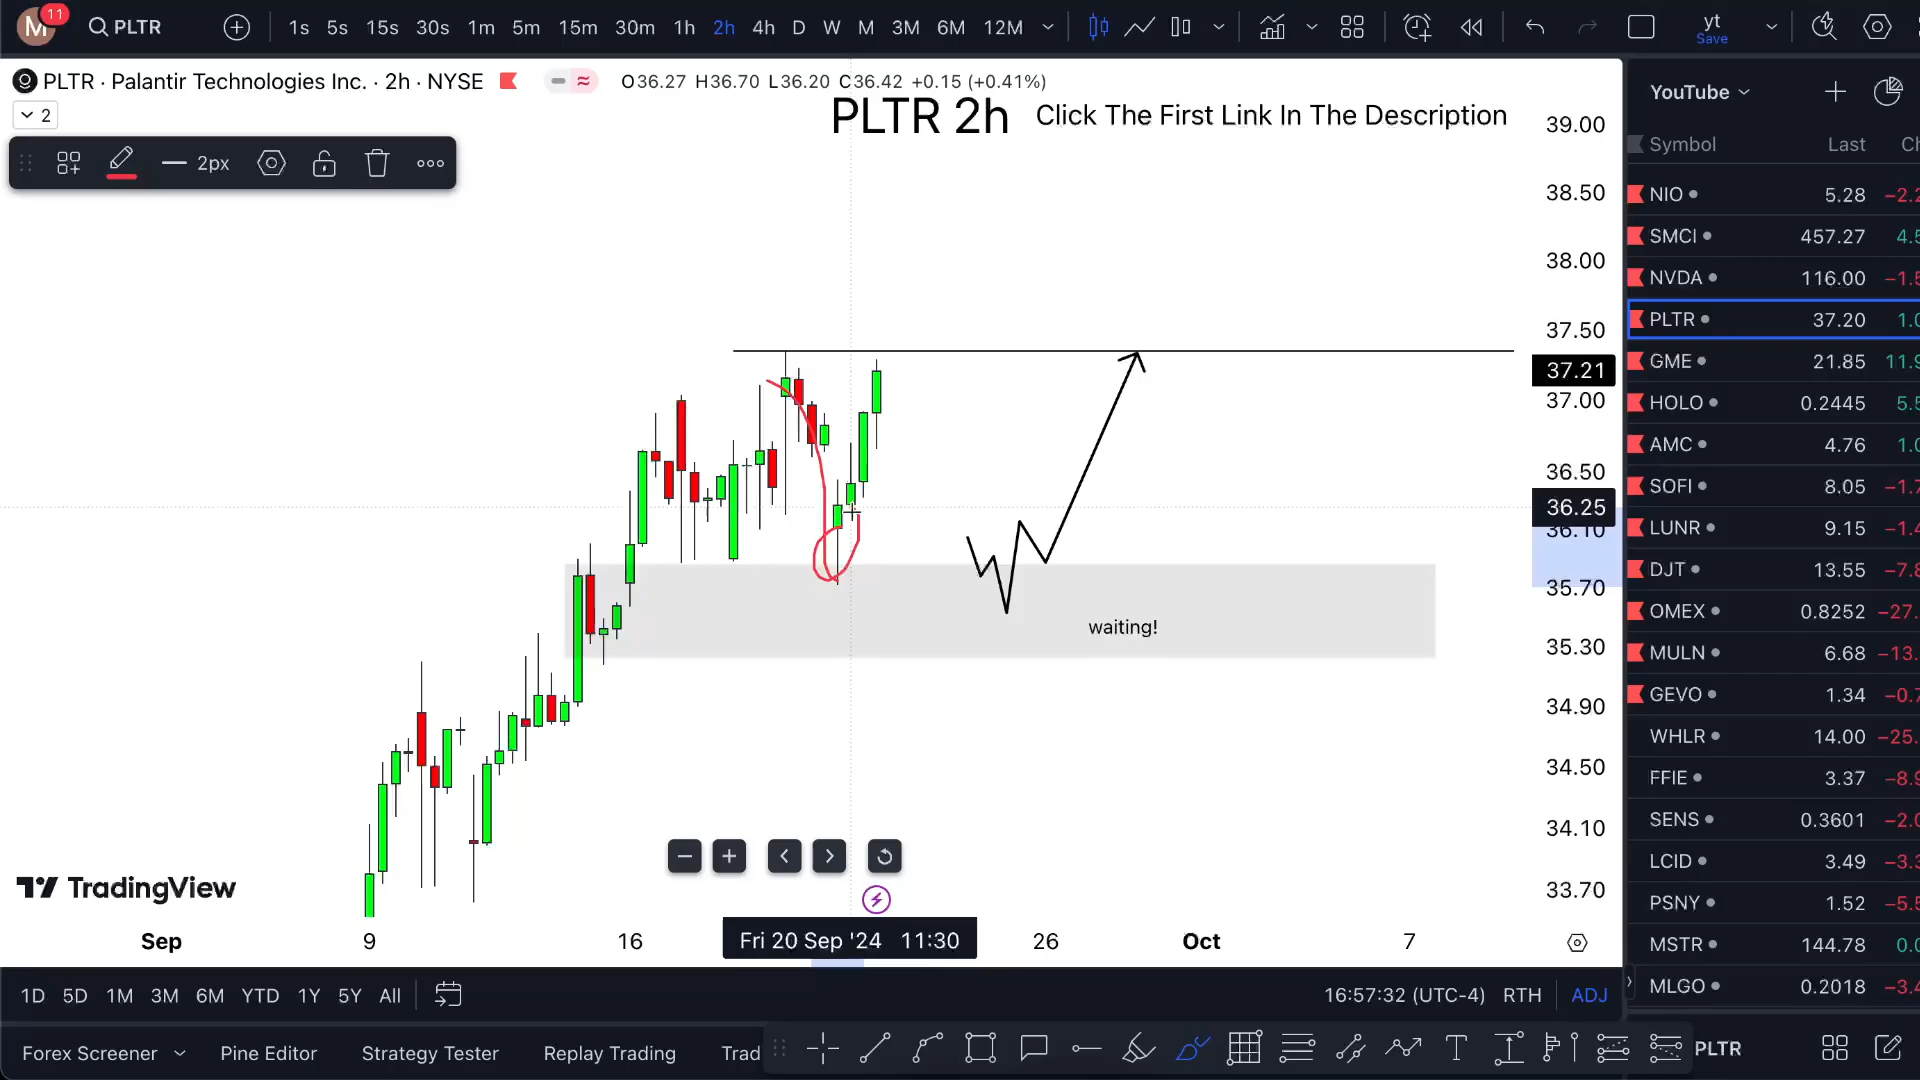 M 11 PLTR 1s 5s 15s 30s 1m 5m 15m 30m 1h 2h 4h D W M 3M 6M 12M yt Save
PLTR · Palantir Technologies Inc. · 2h · NYSE O36.27 H36.70 L36.20 C36.42 +0.15 (+0.41%)
2
PLTR 2h Click The First Link In The Description
2px
39.00
38.50
38.00
37.50
37.21
37.00
36.50
36.25
36.10
35.70
35.30
34.90
34.50
34.10
33.70
waiting!
TradingView
Sep 9 16 Fri 20 Sep '24 11:30 26 Oct 7
1D 5D 1M 3M 6M YTD 1Y 5Y All 16:57:32 (UTC-4) RTH ADJ
Forex Screener Pine Editor Strategy Tester Replay Trading Trad
YouTube
Symbol Last
NIO 5.28
SMCI 457.27
NVDA 116.00
PLTR 37.20
GME 21.85
HOLO 0.2445
AMC 4.76
SOFI 8.05
LUNR 9.15
DJT 13.55
OMEX 0.8252
MULN 6.68
GEVO 1.34
WHLR 14.00
FFIE 3.37
SENS 0.3601
LCID 3.49
PSNY 1.52
MSTR 144.78
MLGO 0.2018
PLTR